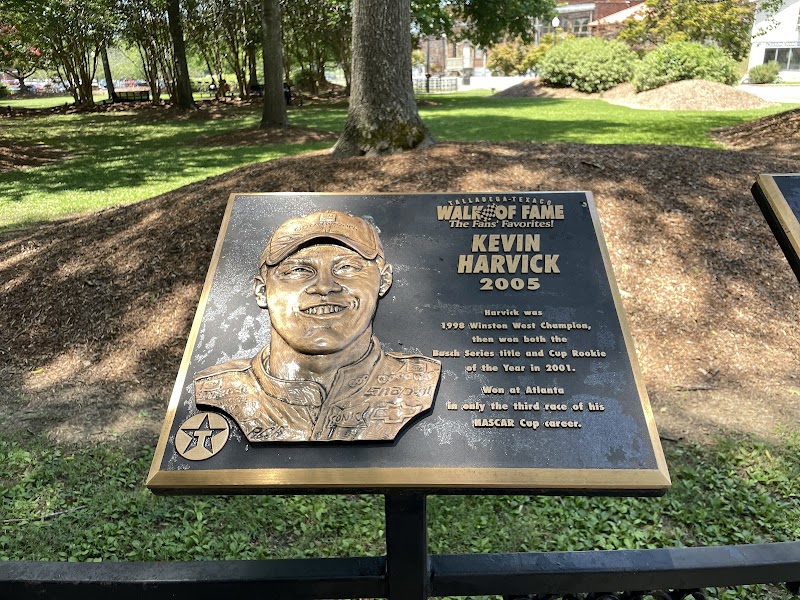 TALLADEGA-TEXACO
WALK OF FAME
The Fans' Favorites!
KEVIN
HARVICK
2005
Harvick was
1998 Winston West Champion,
then won both the
Busch Series title and Cup Rookie
of the Year in 2001.
Won at Atlanta
in only the third race of his
NASCAR Cup career.
T